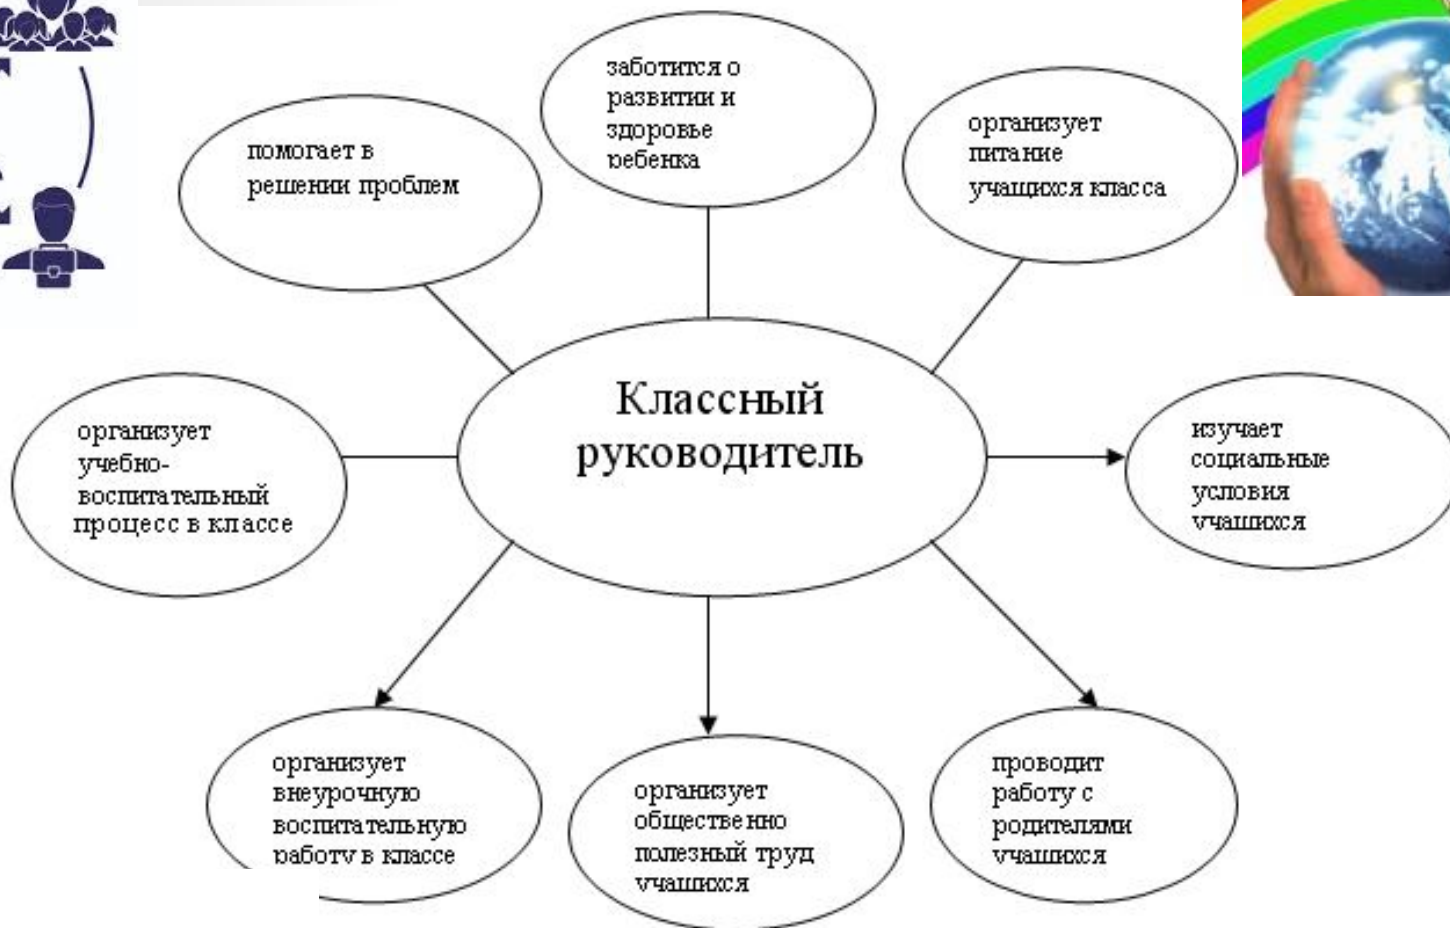 заботится о
развитии и
здоровье
ребенка
помогает в
решении проблем
организует
питание
учащихся класса
Классный
руководитель
организует
учебно-
воспитательный
процесс в классе
изучает
социальные
условия
учащихся
организует
внеурочную
воспитательную
работу в классе
организует
общественно
полезный труд
учащихся
проводит
работу с
родителями
учащихся